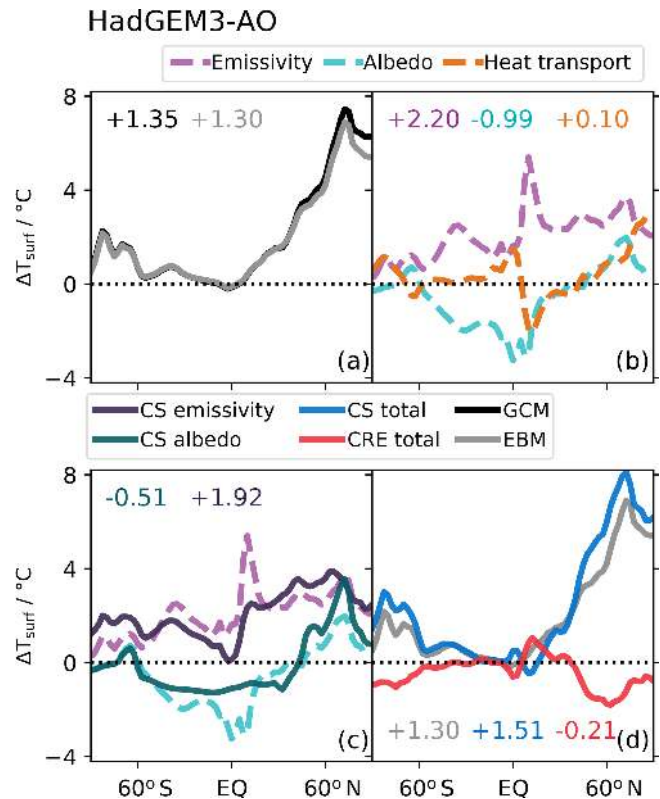 HadGEM3-AO
Emissivity Albedo Heat transport
8
4
0
−4
ΔT_surf / °C
+1.35 +1.30
(a)
+2.20 -0.99 +0.10
(b)
CS emissivity CS total GCM
CS albedo CRE total EBM
8
4
0
−4
ΔT_surf / °C
-0.51 +1.92
(c)
+1.30 +1.51 -0.21
(d)
60°S EQ 60°N 60°S EQ 60°N